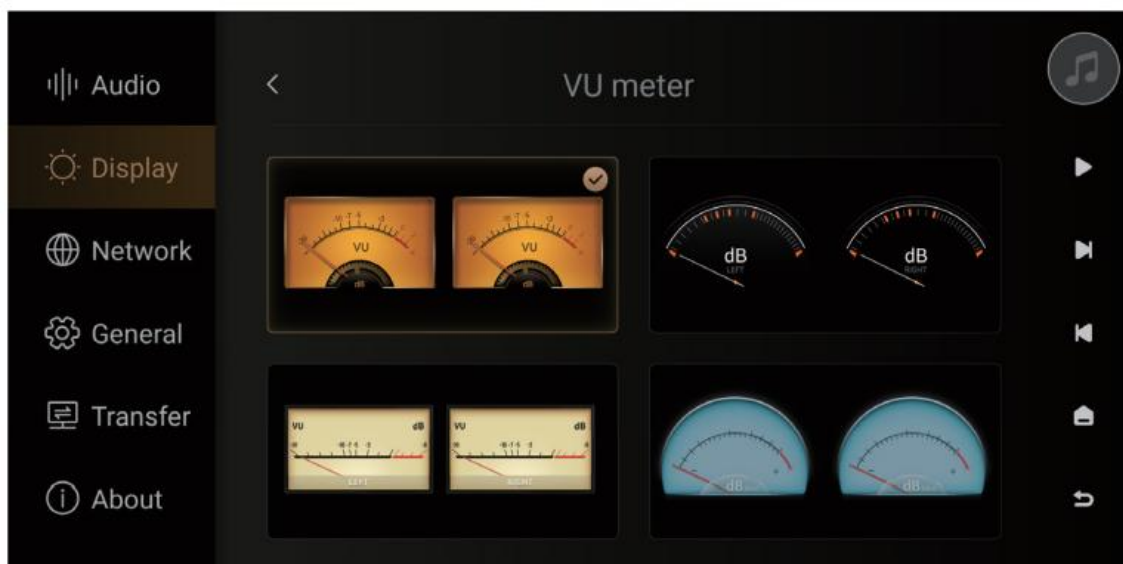 Audio
Display
Network
General
Transfer
About
VU meter
VU
VU
dB
LEFT
dB
RIGHT
VU dB
LEFT
VU dB
RIGHT
dB
dB